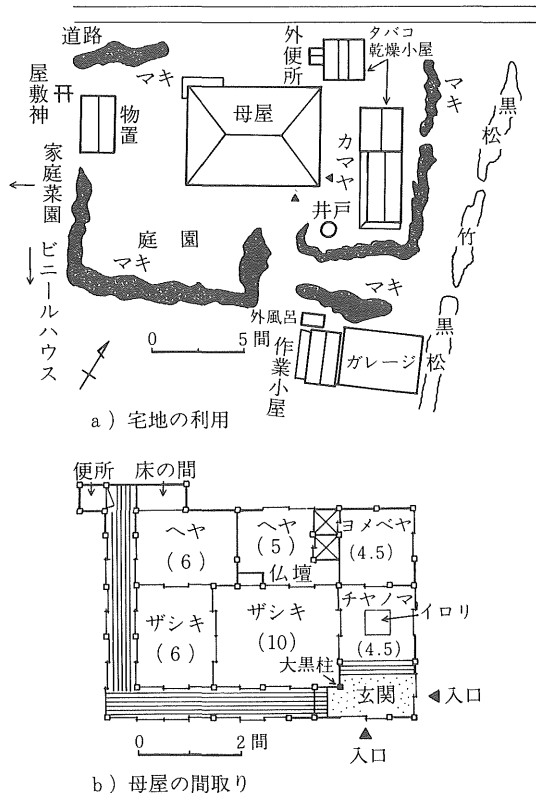 道路
マキ
外便所
タバコ
乾燥小屋
マキ
黒松
屋敷神
物置
母屋
カマヤ
家庭菜園
井戸
竹
庭園
マキ
マキ
ビニールハウス
0 5間
外風呂
作業小屋
ガレージ
黒松
a）宅地の利用
便所 床の間
ヘヤ
(6)
ヘヤ
(5)
ヨメベヤ
(4.5)
仏壇
チヤノマ
イロリ
(4.5)
ザシキ
(6)
ザシキ
(10)
大黒柱
玄関
入口
入口
0 2間
b）母屋の間取り